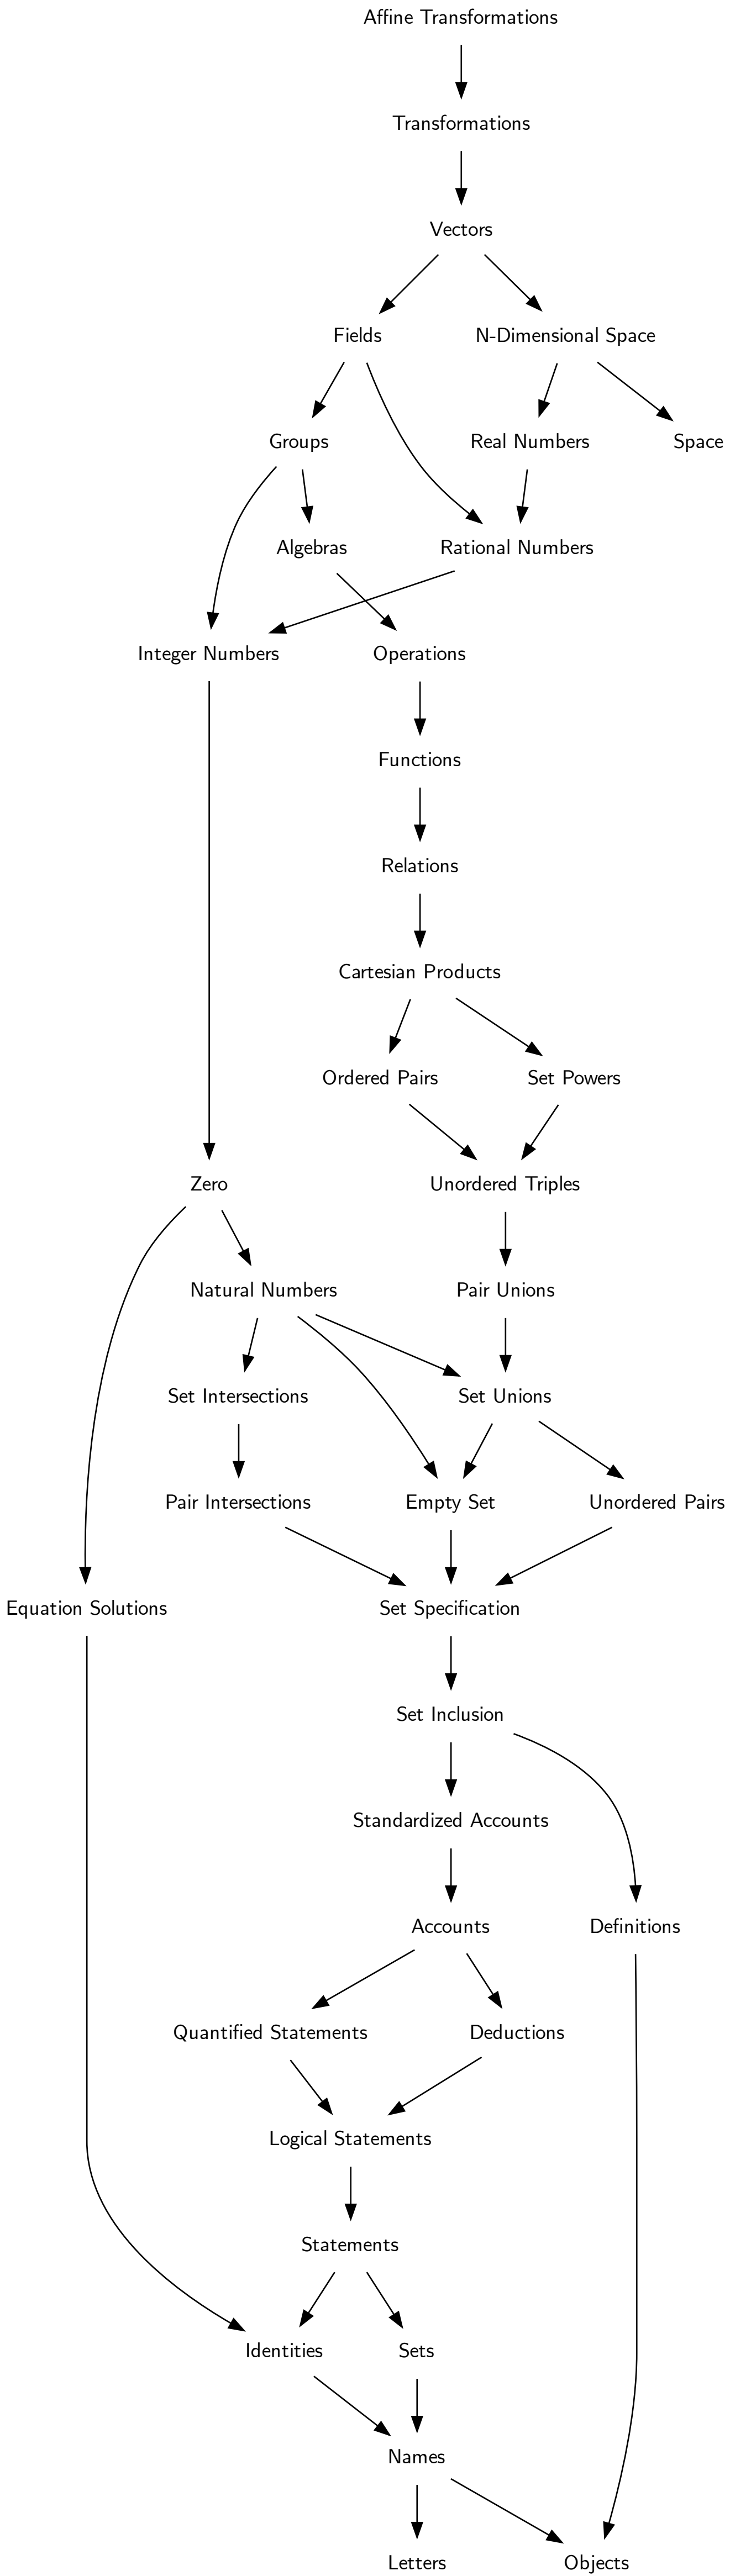 Affine Transformations
Transformations
Vectors
Fields
N-Dimensional Space
Groups
Real Numbers
Space
Algebras
Rational Numbers
Integer Numbers
Operations
Functions
Relations
Cartesian Products
Ordered Pairs
Set Powers
Zero
Unordered Triples
Natural Numbers
Pair Unions
Set Intersections
Set Unions
Pair Intersections
Empty Set
Unordered Pairs
Equation Solutions
Set Specification
Set Inclusion
Standardized Accounts
Accounts
Definitions
Quantified Statements
Deductions
Logical Statements
Statements
Identities
Sets
Names
Letters
Objects